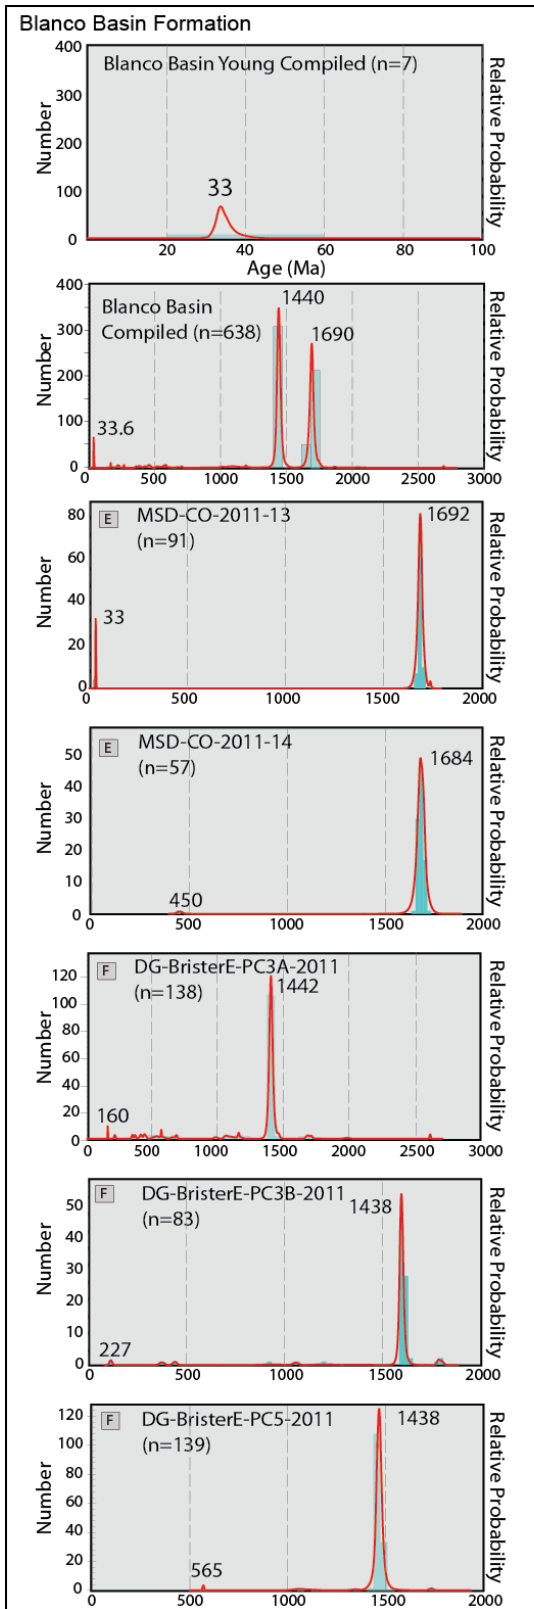 Blanco Basin Formation
400
Blanco Basin Young Compiled (n=7)
300
200
100
33
0
20 40 60 80 100
Age (Ma)
Number
Relative Probability
400
Blanco Basin
Compiled (n=638)
1440
1690
300
200
100
33.6
0
0 500 1000 1500 2000 2500 3000
Number
Relative Probability
80
E MSD-CO-2011-13
(n=91)
1692
60
40
33
20
0
0 500 1000 1500 2000
Number
Relative Probability
E MSD-CO-2011-14
(n=57)
1684
50
40
30
20
10
450
0
0 500 1000 1500 2000
Number
Relative Probability
F DG-BristerE-PC3A-2011
(n=138)
1442
120
100
80
60
40
20
160
0
0 500 1000 1500 2000 3000
Number
Relative Probability
F DG-BristerE-PC3B-2011
(n=83)
1438
50
40
30
20
10
227
0
0 500 1000 1500 2000
Number
Relative Probability
F DG-BristerE-PC5-2011
(n=139)
1438
120
100
80
60
40
20
565
0
0 500 1000 1500 2000
Number
Relative Probability